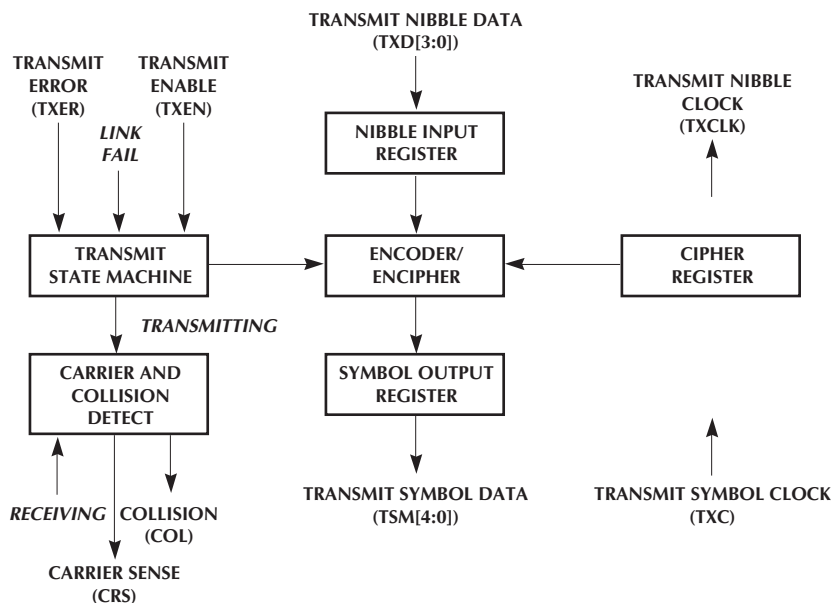 TRANSMIT NIBBLE DATA
(TXD[3:0])
TRANSMIT
ERROR
(TXER)
TRANSMIT
ENABLE
(TXEN)
LINK
FAIL
TRANSMIT NIBBLE
CLOCK
(TXCLK)
NIBBLE INPUT
REGISTER
TRANSMIT
STATE MACHINE
ENCODER/
ENCIPHER
CIPHER
REGISTER
TRANSMITTING
CARRIER AND
COLLISION
DETECT
SYMBOL OUTPUT
REGISTER
RECEIVING
COLLISION
(COL)
CARRIER SENSE
(CRS)
TRANSMIT SYMBOL DATA
(TSM[4:0])
TRANSMIT SYMBOL CLOCK
(TXC)